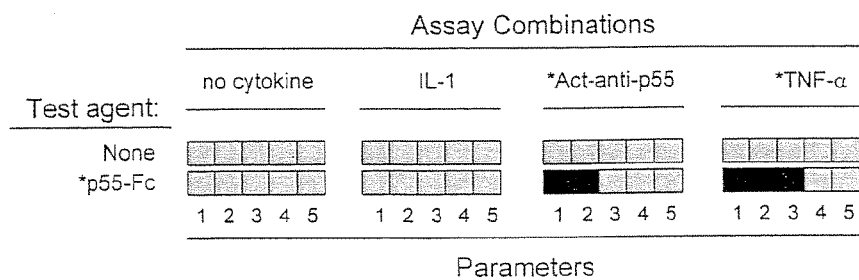 Assay Combinations
no cytokine IL-1 *Act-anti-p55 *TNF-α
Test agent:
None
*p55-Fc
1 2 3 4 5 1 2 3 4 5 1 2 3 4 5 1 2 3 4 5
Parameters